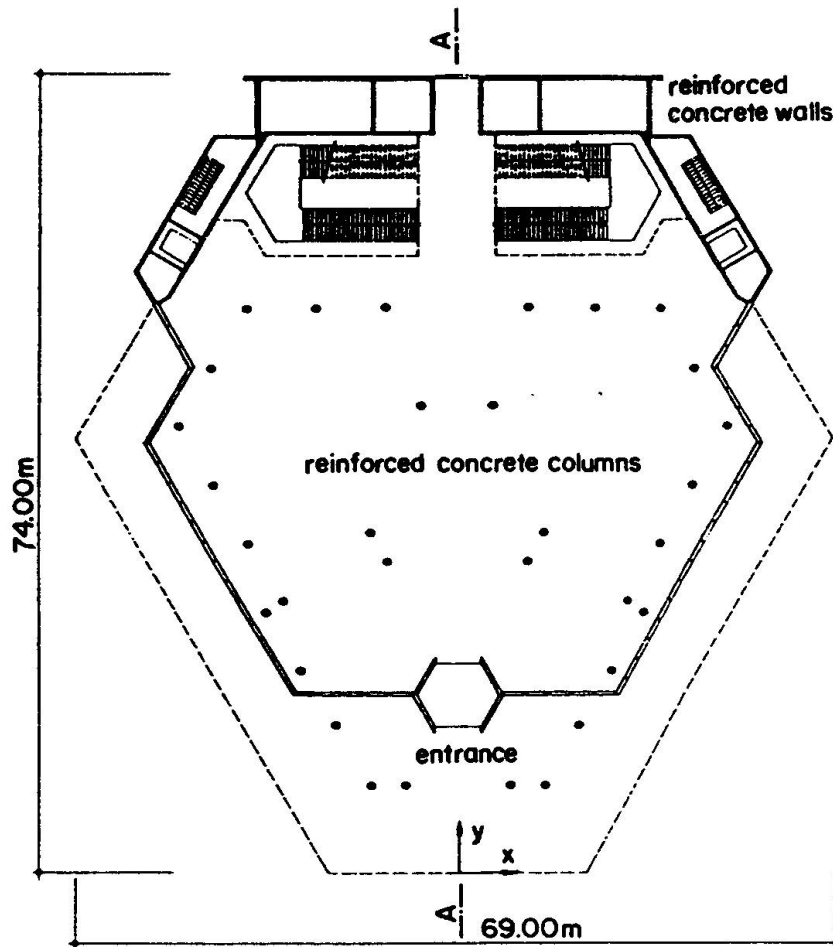 A
reinforced
concrete walls
74.00m
reinforced concrete columns
entrance
y
x
A
69.00m